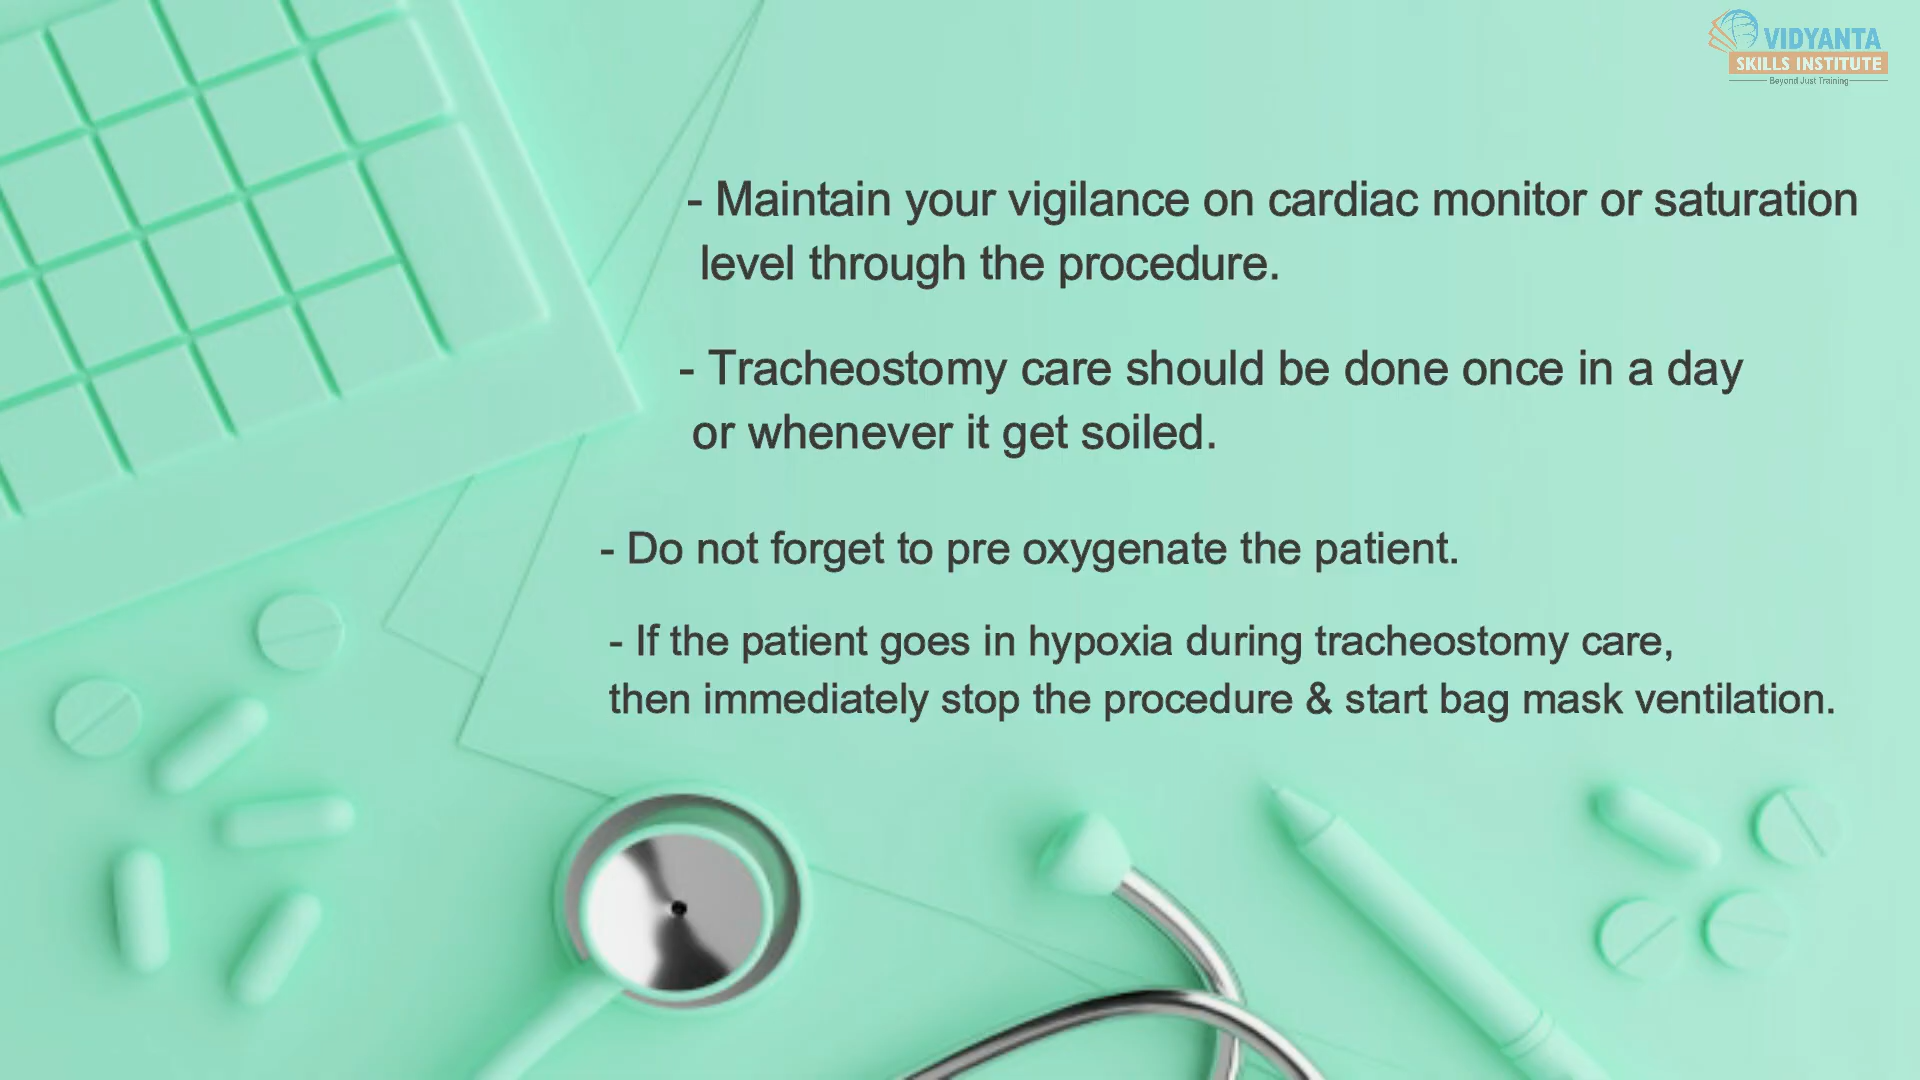 VIDYANTA
SKILLS INSTITUTE
Beyond Just Training
- Maintain your vigilance on cardiac monitor or saturation
level through the procedure.
- Tracheostomy care should be done once in a day
or whenever it get soiled.
- Do not forget to pre oxygenate the patient.
- If the patient goes in hypoxia during tracheostomy care,
then immediately stop the procedure & start bag mask ventilation.